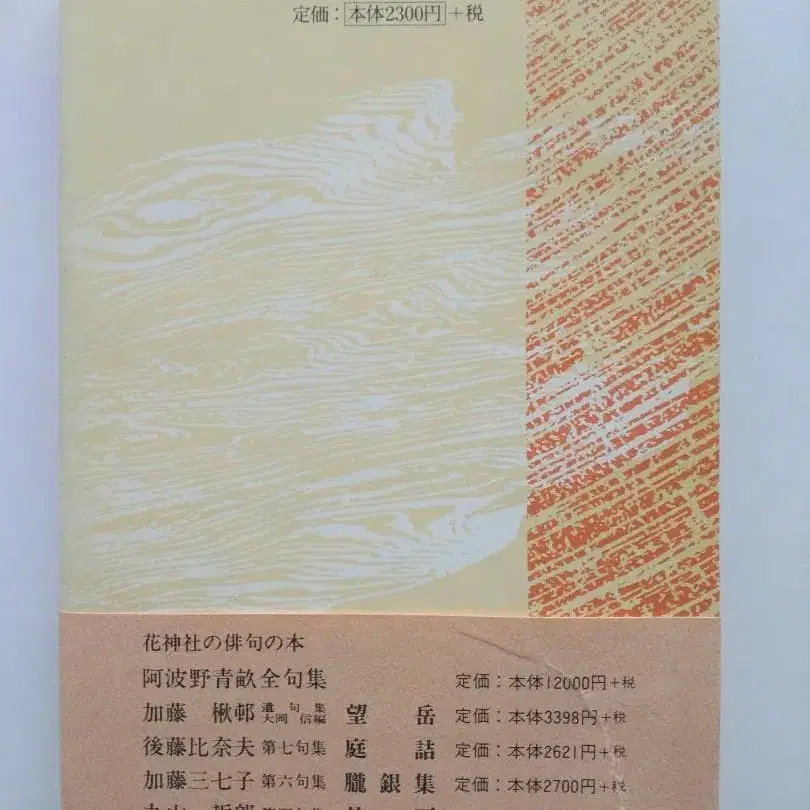 定価：本体2300円＋税
花神社の俳句の本
阿波野青畝全句集 定価：本体12000円＋税
加藤 楸邨 遺句集 大岡信編 望岳 定価：本体3398円＋税
後藤比奈夫 第七句集 庭詰 定価：本体2621円＋税
加藤三七子 第六句集 朧銀集 定価：本体2700円＋税